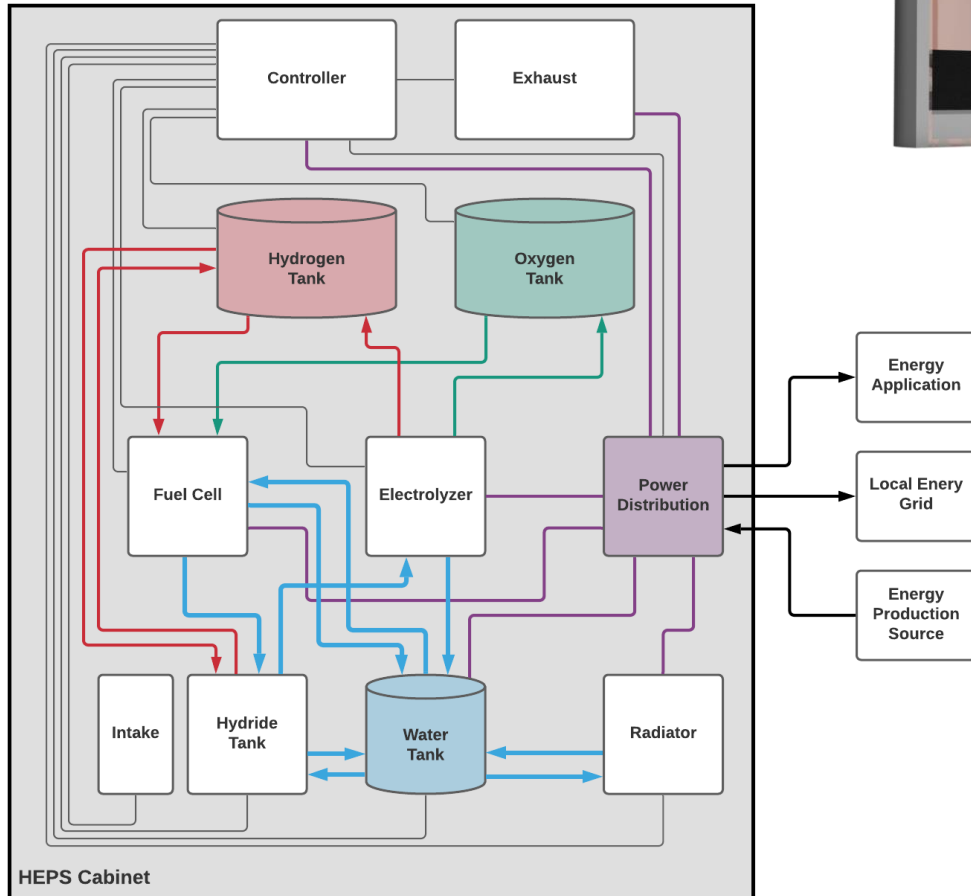 Controller
Exhaust
Hydrogen
Tank
Oxygen
Tank
Energy
Application
Fuel Cell
Electrolyzer
Power
Distribution
Local Enery
Grid
Energy
Production
Source
Intake
Hydride
Tank
Water
Tank
Radiator
HEPS Cabinet